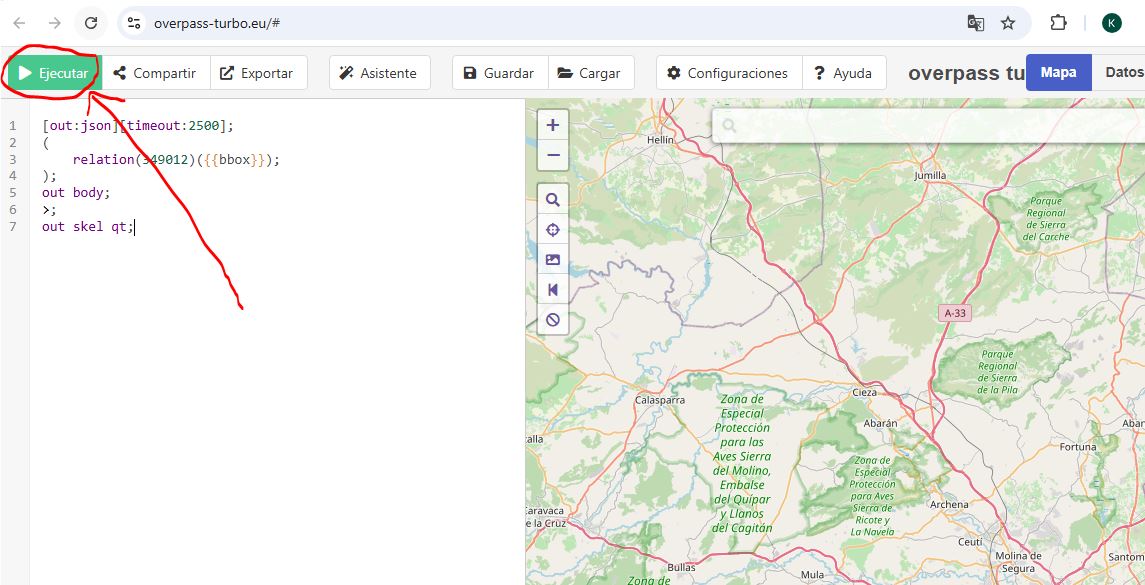 overpass-turbo.eu/#
K
Ejecutar Compartir Exportar Asistente Guardar Cargar Configuraciones ? Ayuda overpass tu Mapa Datos
1 [out:json][timeout:2500];
2 (
3 relation(349012)({{bbox}});
4 );
5 out body;
6 >;
7 out skel qt;
+
−
Hellín
Jumilla
Parque
Regional
de Sierra
del Carche
A-33
Parque
Regional
de Sierra
de la Pila
Cieza
Calasparra
Abarán
Zona de
Especial
Protección
para las
Aves Sierra
del Molino,
Embalse
del Quipar
y Llanos
del Cagitán
alla
Aban
Fortuna
Zona de
Especial
Protección
para Aves
Sierra de
Ricote y
La Navela
Archena
Caravaca
de la Cruz
Ceutí
Molina de
Segura
Santom
Bullas
Mula
Zona de